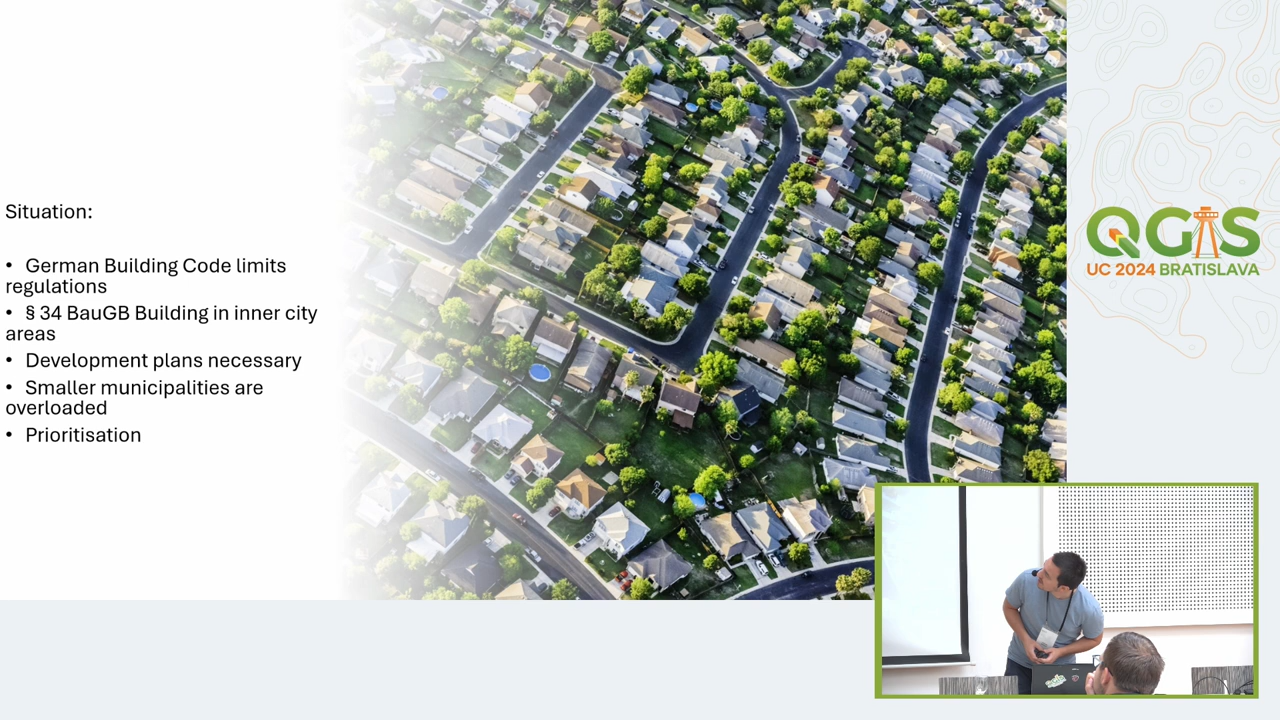 Situation:
• German Building Code limits
regulations
• § 34 BauGB Building in inner city
areas
• Development plans necessary
• Smaller municipalities are
overloaded
• Prioritisation
QGIS
UC 2024 BRATISLAVA